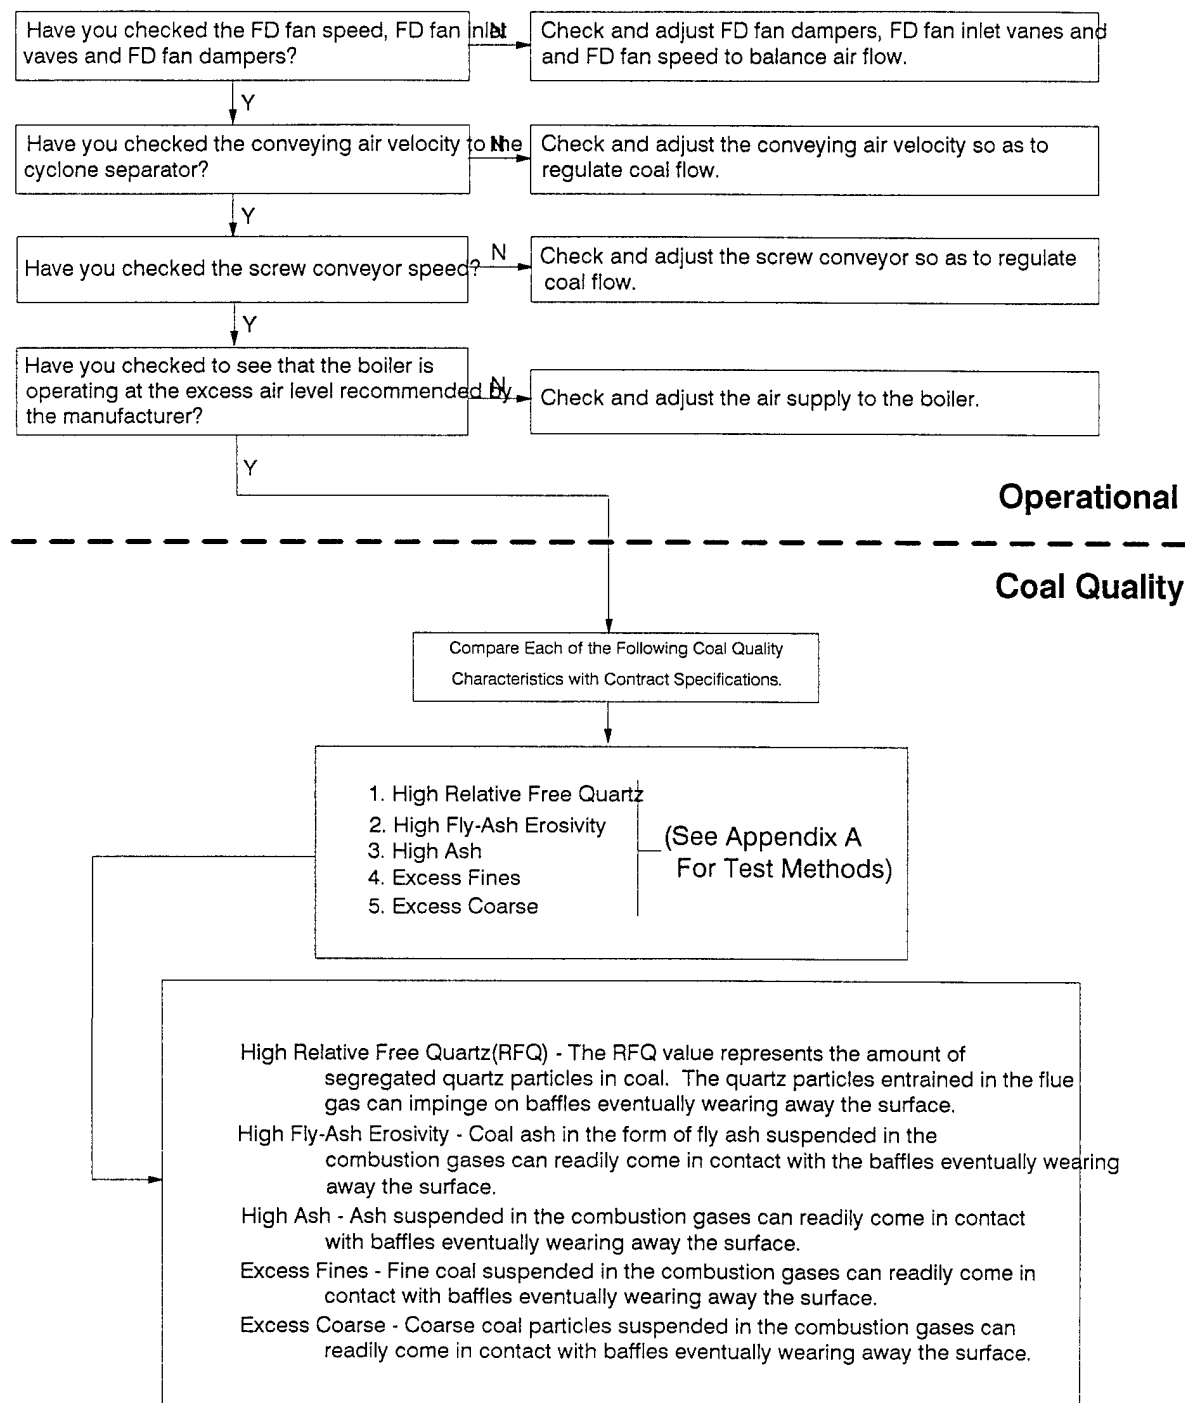 Have you checked the FD fan speed, FD fan inlet
vaves and FD fan dampers?
N
Check and adjust FD fan dampers, FD fan inlet vanes and
and FD fan speed to balance air flow.
Y
Have you checked the conveying air velocity to the
cyclone separator?
N
Check and adjust the conveying air velocity so as to
regulate coal flow.
Y
Have you checked the screw conveyor speed?
N
Check and adjust the screw conveyor so as to regulate
coal flow.
Y
Have you checked to see that the boiler is
operating at the excess air level recommended by
the manufacturer?
N
Check and adjust the air supply to the boiler.
Y
Operational
Coal Quality
Compare Each of the Following Coal Quality
Characteristics with Contract Specifications.
1. High Relative Free Quartz
2. High Fly-Ash Erosivity
3. High Ash
4. Excess Fines
5. Excess Coarse
(See Appendix A
For Test Methods)
High Relative Free Quartz(RFQ) - The RFQ value represents the amount of
segregated quartz particles in coal. The quartz particles entrained in the flue
gas can impinge on baffles eventually wearing away the surface.
High Fly-Ash Erosivity - Coal ash in the form of fly ash suspended in the
combustion gases can readily come in contact with the baffles eventually wearing
away the surface.
High Ash - Ash suspended in the combustion gases can readily come in contact
with baffles eventually wearing away the surface.
Excess Fines - Fine coal suspended in the combustion gases can readily come in
contact with baffles eventually wearing away the surface.
Excess Coarse - Coarse coal particles suspended in the combustion gases can
readily come in contact with baffles eventually wearing away the surface.